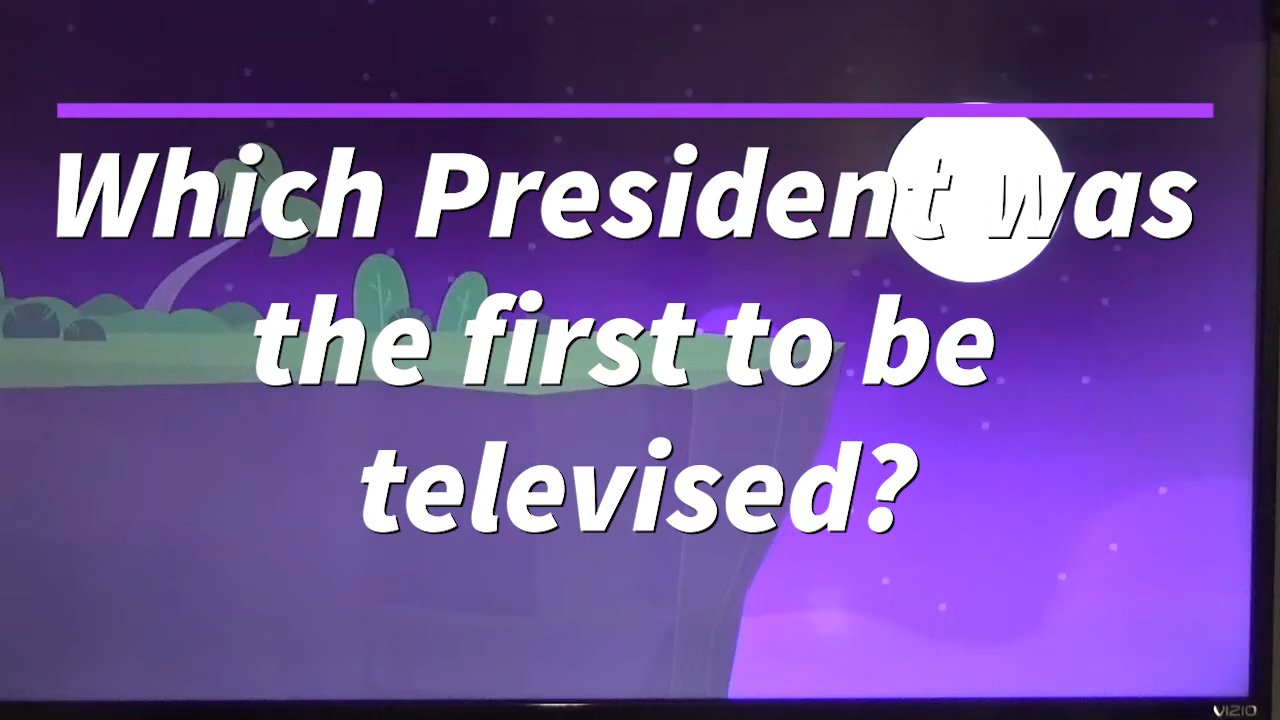 Which President was
the first to be
televised?
VIZIO